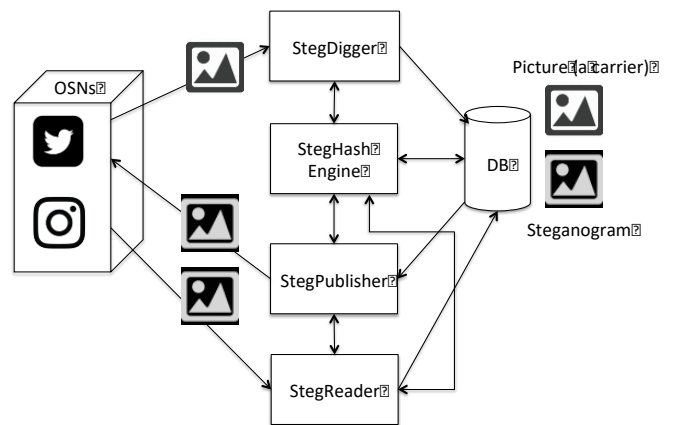 OSNs
StegDigger
Picture (a carrier)
StegHash
Engine
DB
Steganogram
StegPublisher
StegReader